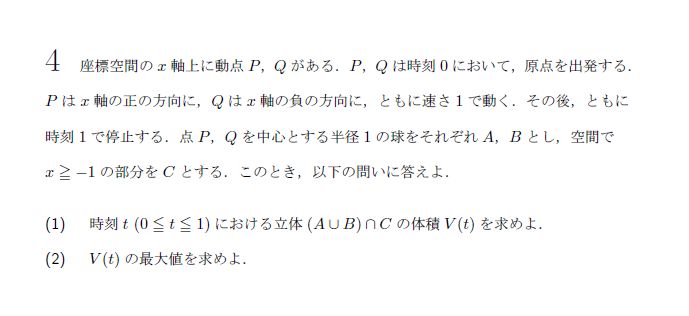 4 座標空間の x 軸上に動点 P，Q がある．P，Q は時刻 0 において，原点を出発する．
P は x 軸の正の方向に，Q は x 軸の負の方向に，ともに速さ 1 で動く．その後，ともに
時刻 1 で停止する．点 P，Q を中心とする半径 1 の球をそれぞれ A，B とし，空間で
x ≧ −1 の部分を C とする．このとき，以下の問いに答えよ．
(1) 時刻 t (0 ≦ t ≦ 1) における立体 (A ∪ B) ∩ C の体積 V(t) を求めよ．
(2) V(t) の最大値を求めよ．